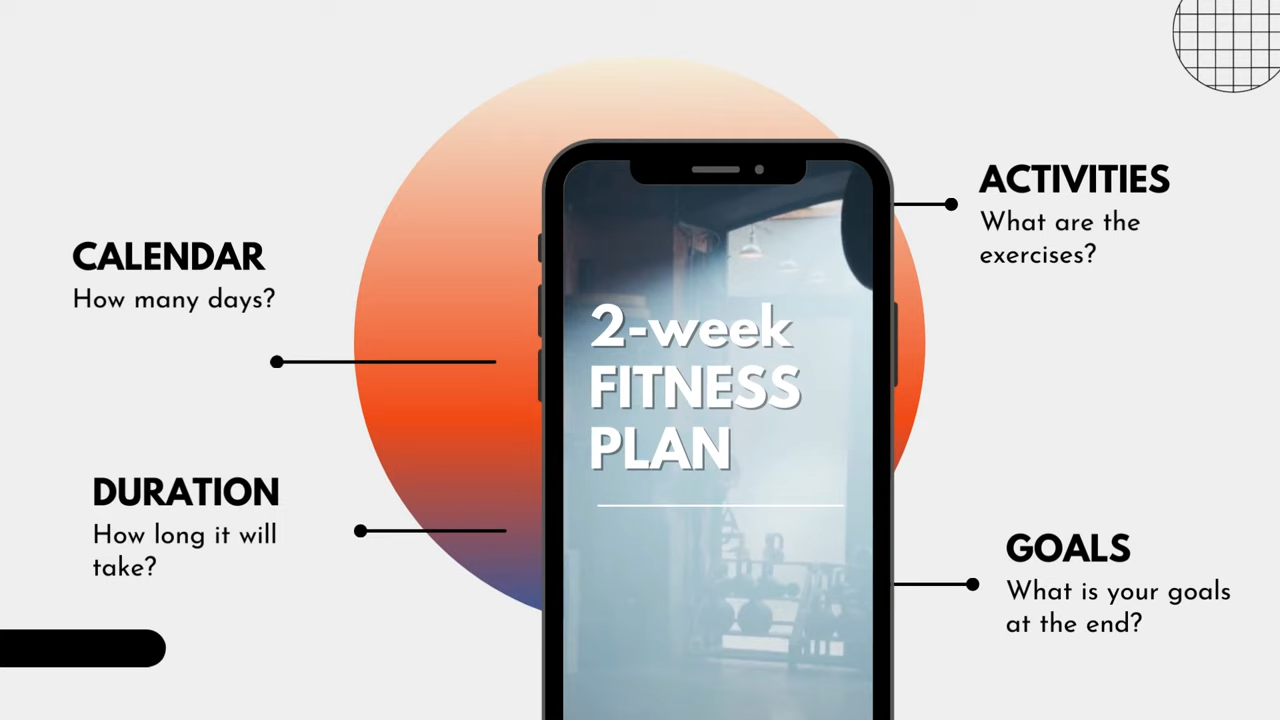 CALENDAR
How many days?
DURATION
How long it will
take?
2-week
FITNESS
PLAN
ACTIVITIES
What are the
exercises?
GOALS
What is your goals
at the end?